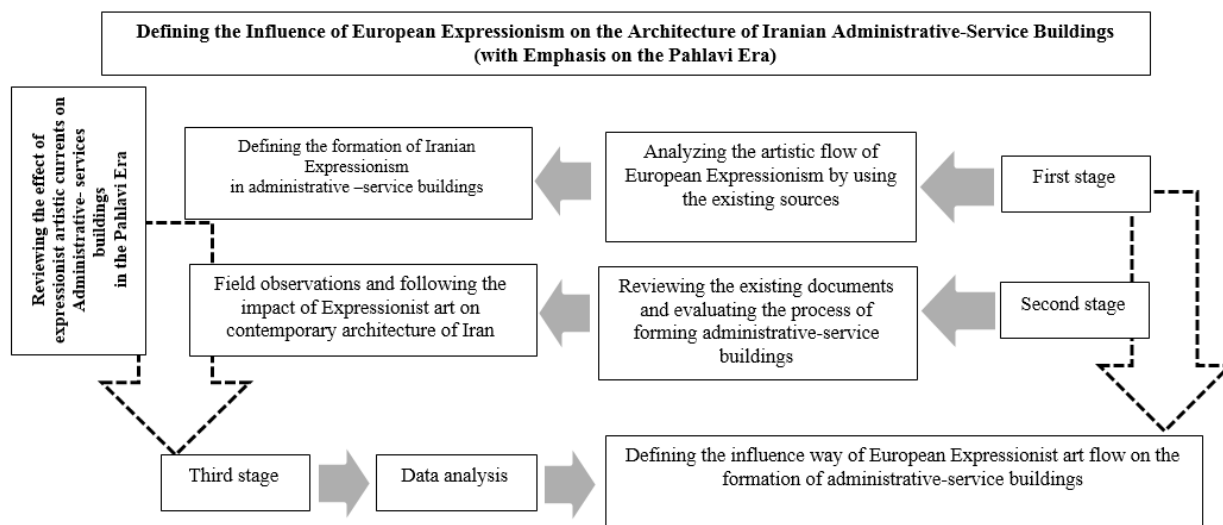 Defining the Influence of European Expressionism on the Architecture of Iranian Administrative-Service Buildings
(with Emphasis on the Pahlavi Era)
Reviewing the effect of
expressionist artistic currents on
Administrative- services
buildings
in the Pahlavi Era
Defining the formation of Iranian
Expressionism
in administrative –service buildings
Analyzing the artistic flow of
European Expressionism by using
the existing sources
First stage
Field observations and following the
impact of Expressionist art on
contemporary architecture of Iran
Reviewing the existing documents
and evaluating the process of
forming administrative-service
buildings
Second stage
Third stage
Data analysis
Defining the influence way of European Expressionist art flow on the
formation of administrative-service buildings